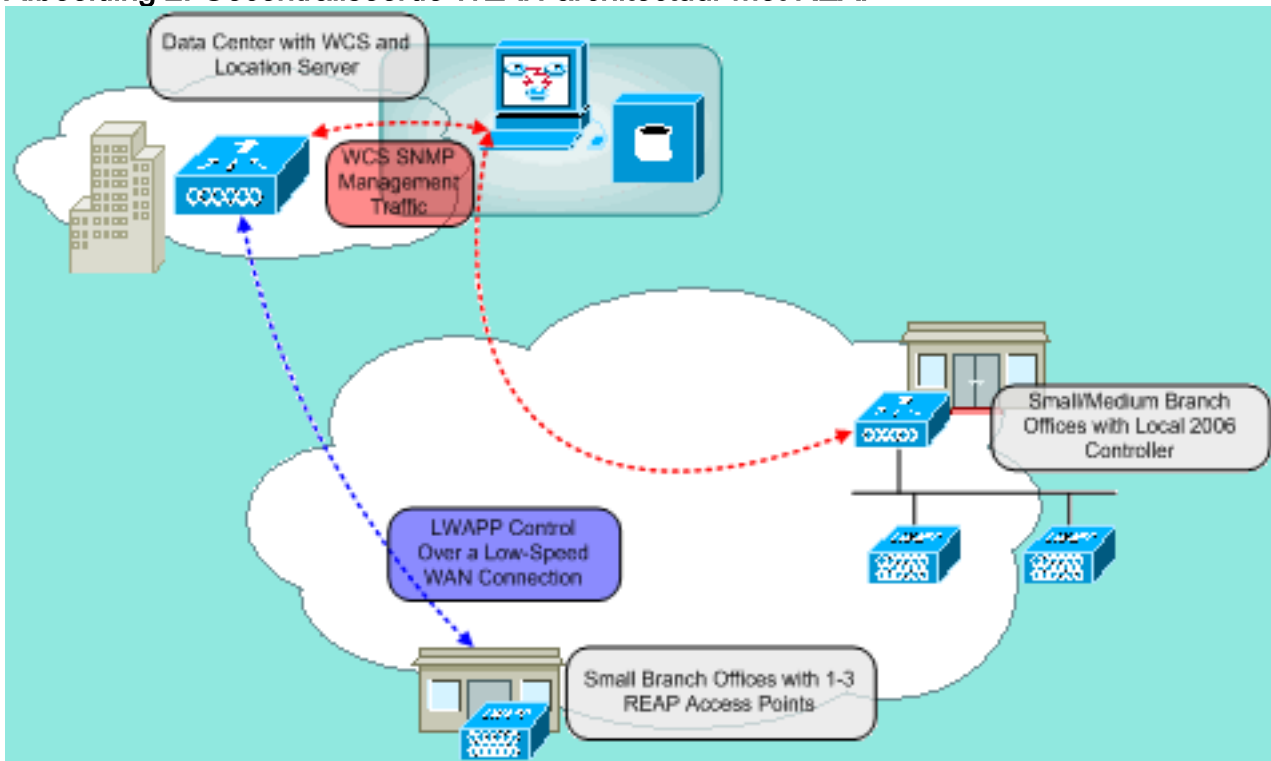 Data Center with WCS and
Location Server
WCS SNMP
Management
Traffic
Small/Medium Branch
Offices with Local 2006
Controller
LWAPP Control
Over a Low-Speed
WAN Connection
Small Branch Offices with 1-3
REAP Access Points